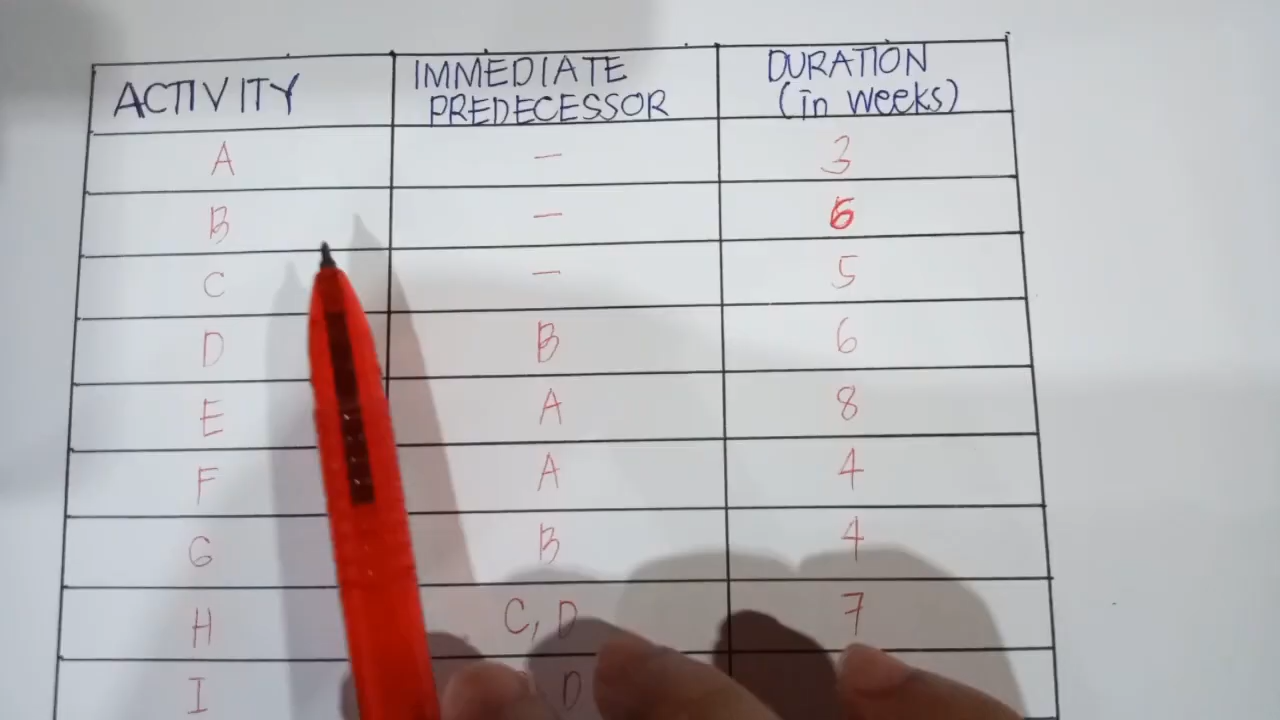 ACTIVITY IMMEDIATE PREDECESSOR DURATION (in weeks)
A — 3
B — 6
C — 5
D B 6
E A 8
F A 4
G B 4
H C, D 7
I , D